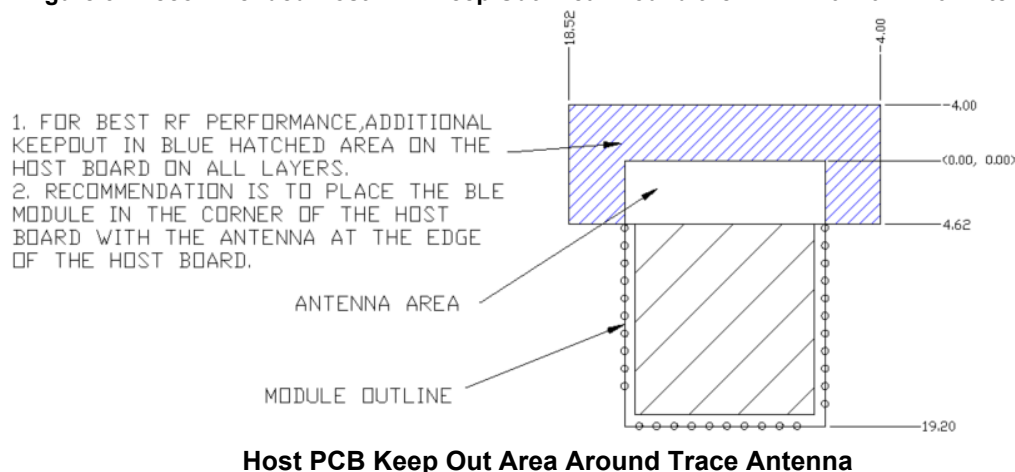 18.52
-4.00
-4.00
1. FOR BEST RF PERFORMANCE,ADDITIONAL
KEEPOUT IN BLUE HATCHED AREA ON THE
HOST BOARD ON ALL LAYERS.
(0.00, 0.00)
2. RECOMMENDATION IS TO PLACE THE BLE
MODULE IN THE CORNER OF THE HOST
BOARD WITH THE ANTENNA AT THE EDGE
OF THE HOST BOARD.
4.62
ANTENNA AREA
MODULE OUTLINE
19.20
Host PCB Keep Out Area Around Trace Antenna